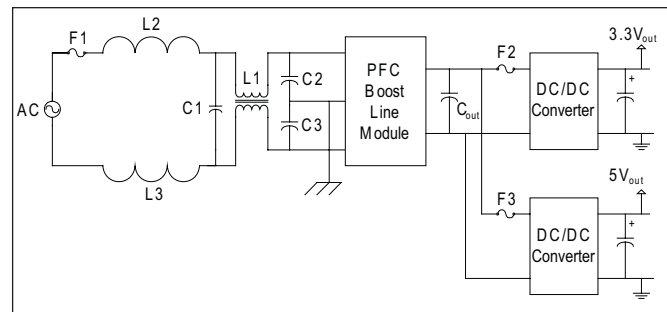 F1
L2
L1
AC
C1
C2
C3
L3
PFC
Boost
Line
Module
Cout
F2
DC/DC
Converter
3.3Vout
+
F3
DC/DC
Converter
5Vout
+